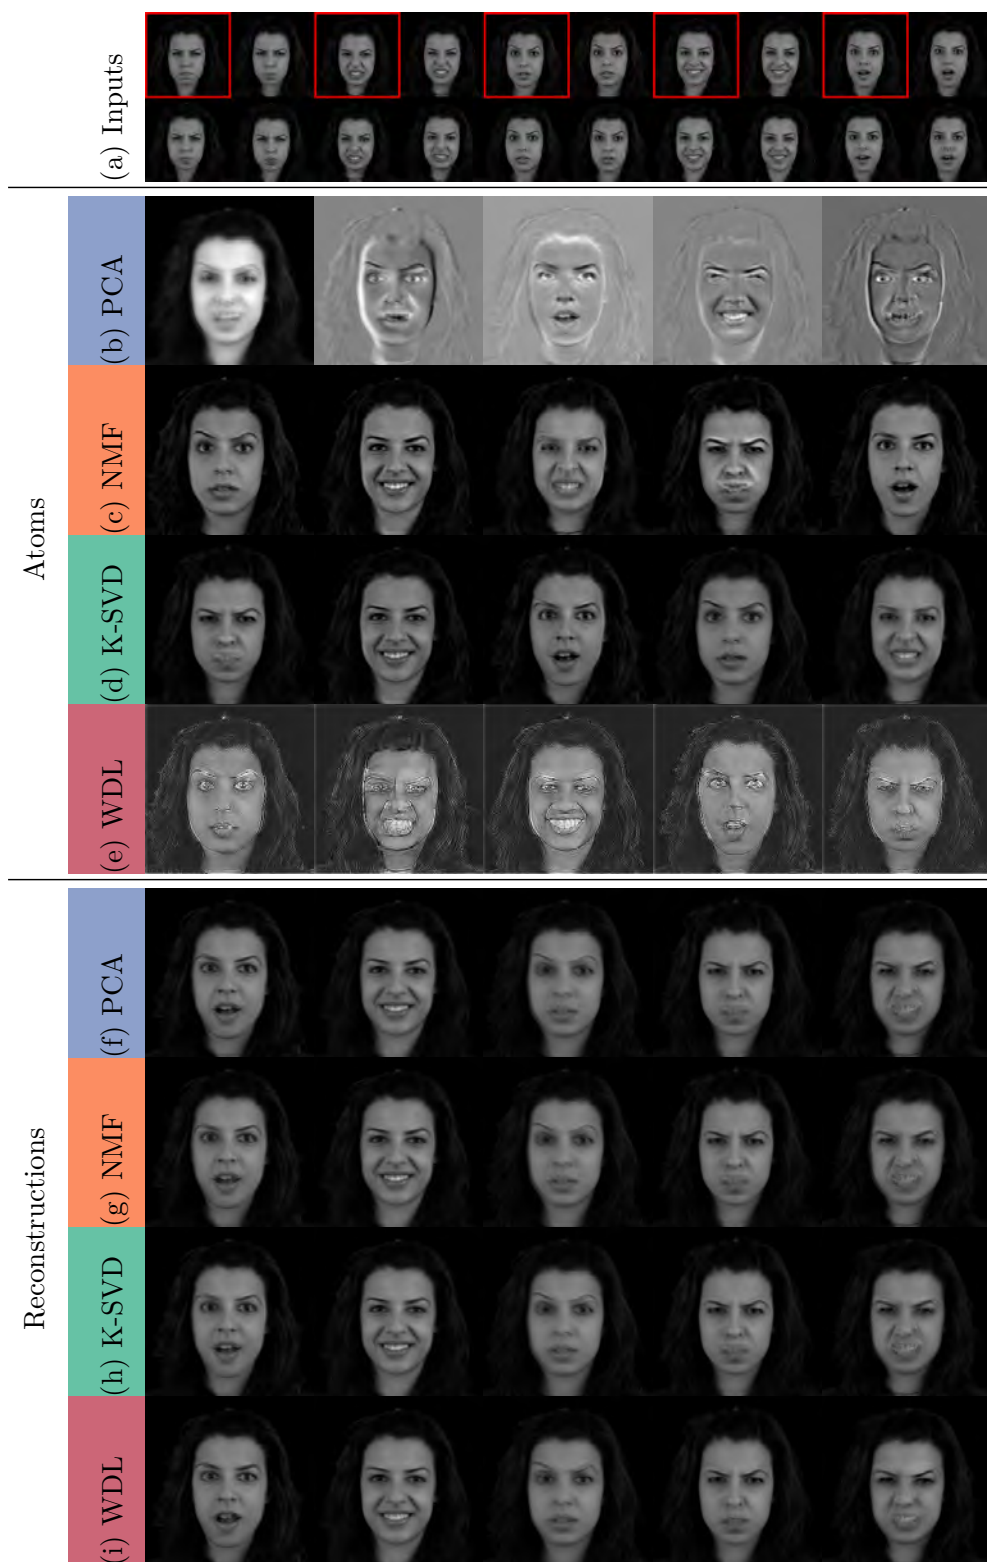 (a) Inputs
Atoms
(b) PCA
(c) NMF
(d) K-SVD
(e) WDL
Reconstructions
(f) PCA
(g) NMF
(h) K-SVD
(i) WDL